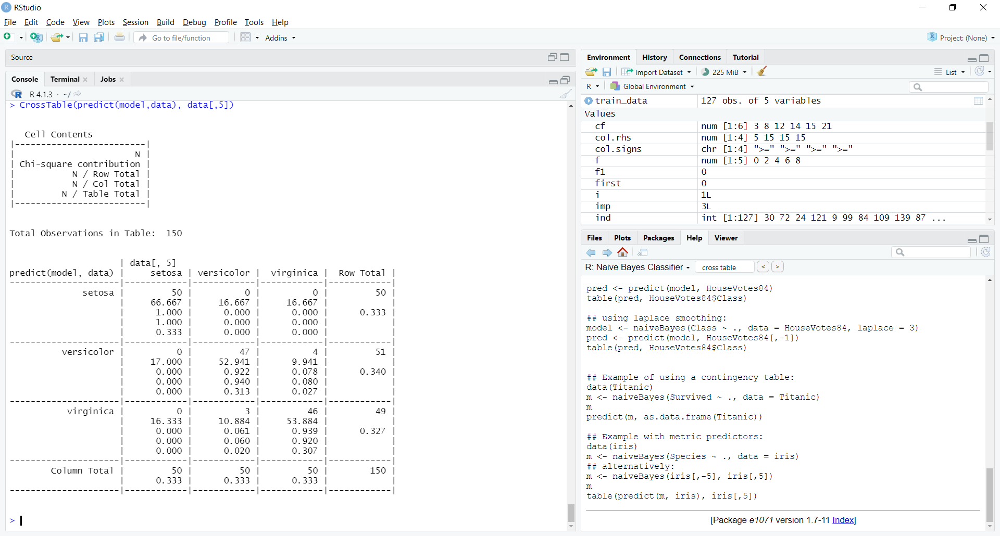 RStudio
File Edit Code View Plots Session Build Debug Profile Tools Help
Go to file/function Addins Project: (None)
Source
Console Terminal Jobs
R 4.1.3 · ~/
> CrossTable(predict(model,data), data[,5])
   Cell Contents
|-------------------------|
|                       N |
| Chi-square contribution |
|           N / Row Total |
|           N / Col Total |
|         N / Table Total |
|-------------------------|
Total Observations in Table:  150
                     | data[, 5]
predict(model, data) |     setosa | versicolor |  virginica |  Row Total |
---------------------|------------|------------|------------|------------|
              setosa |         50 |          0 |          0 |         50 |
                     |     66.667 |     16.667 |     16.667 |            |
                     |      1.000 |      0.000 |      0.000 |      0.333 |
                     |      1.000 |      0.000 |      0.000 |            |
                     |      0.333 |      0.000 |      0.000 |            |
---------------------|------------|------------|------------|------------|
          versicolor |          0 |         47 |          4 |         51 |
                     |     17.000 |     52.941 |      9.941 |            |
                     |      0.000 |      0.922 |      0.078 |      0.340 |
                     |      0.000 |      0.940 |      0.080 |            |
                     |      0.000 |      0.313 |      0.027 |            |
---------------------|------------|------------|------------|------------|
           virginica |          0 |          3 |         46 |         49 |
                     |     16.333 |     10.884 |     53.884 |            |
                     |      0.000 |      0.061 |      0.939 |      0.327 |
                     |      0.000 |      0.060 |      0.920 |            |
                     |      0.000 |      0.020 |      0.307 |            |
---------------------|------------|------------|------------|------------|
        Column Total |         50 |         50 |         50 |        150 |
                     |      0.333 |      0.333 |      0.333 |            |
---------------------|------------|------------|------------|------------|
>
Environment History Connections Tutorial
Import Dataset 225 MiB List
R Global Environment
train_data 127 obs. of 5 variables
Values
cf num [1:6] 3 8 12 14 15 21
col.rhs num [1:4] 5 15 15 15
col.signs chr [1:4] ">=" ">=" ">=" ">="
f num [1:5] 0 2 4 6 8
f1 0
first 0
i 1L
imp 3L
ind int [1:127] 30 72 24 121 9 99 84 109 139 87 ...
Files Plots Packages Help Viewer
R: Naive Bayes Classifier cross table < >
pred <- predict(model, HouseVotes84)
table(pred, HouseVotes84$Class)
## using laplace smoothing:
model <- naiveBayes(Class ~ ., data = HouseVotes84, laplace = 3)
pred <- predict(model, HouseVotes84[,-1])
table(pred, HouseVotes84$Class)
## Example of using a contingency table:
data(Titanic)
m <- naiveBayes(Survived ~ ., data = Titanic)
m
predict(m, as.data.frame(Titanic))
## Example with metric predictors:
data(iris)
m <- naiveBayes(Species ~ ., data = iris)
## alternatively:
m <- naiveBayes(iris[,-5], iris[,5])
m
table(predict(m, iris), iris[,5])
[Package e1071 version 1.7-11 Index]